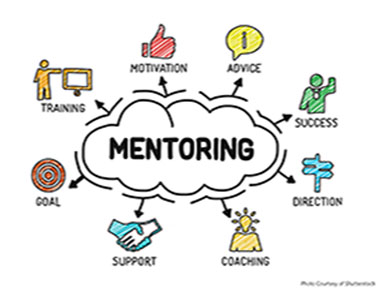 MOTIVATION
ADVICE
TRAINING
SUCCESS
MENTORING
GOAL
DIRECTION
SUPPORT
COACHING
Photo Courtesy of Shutterstock